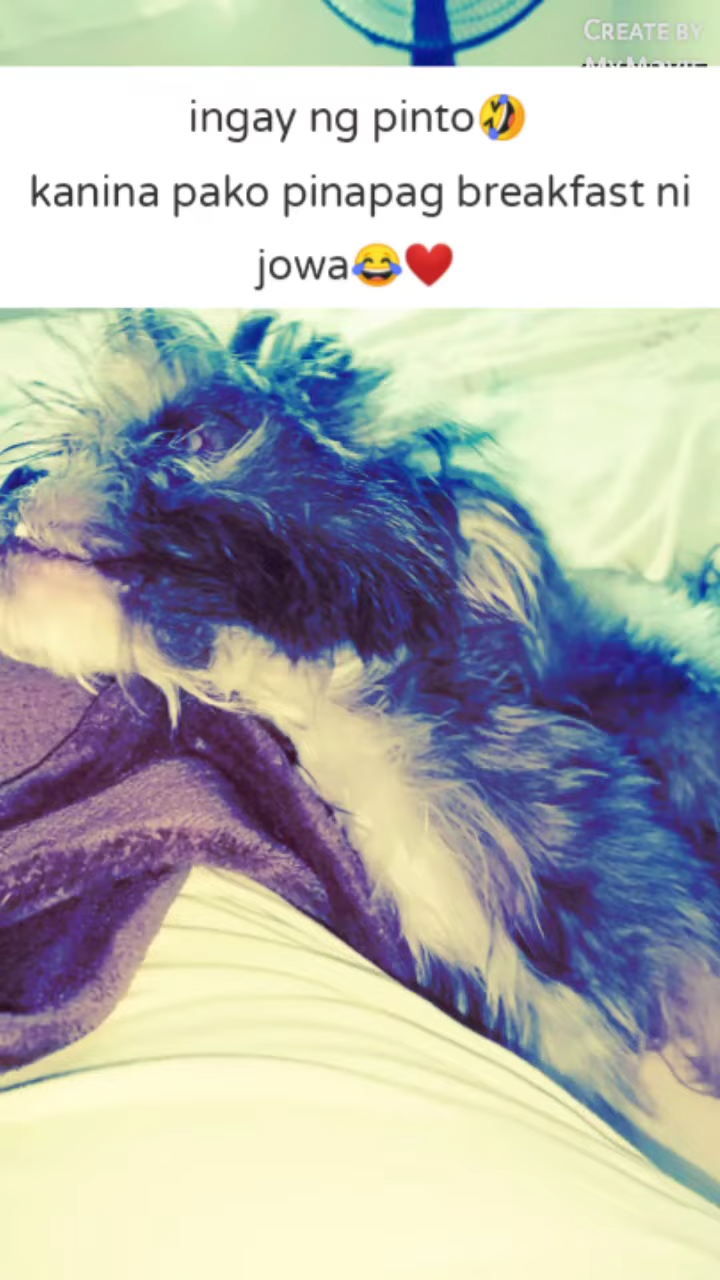 CREATE BY
ingay ng pinto🤣
kanina pako pinapag breakfast ni
jowa😂❤️